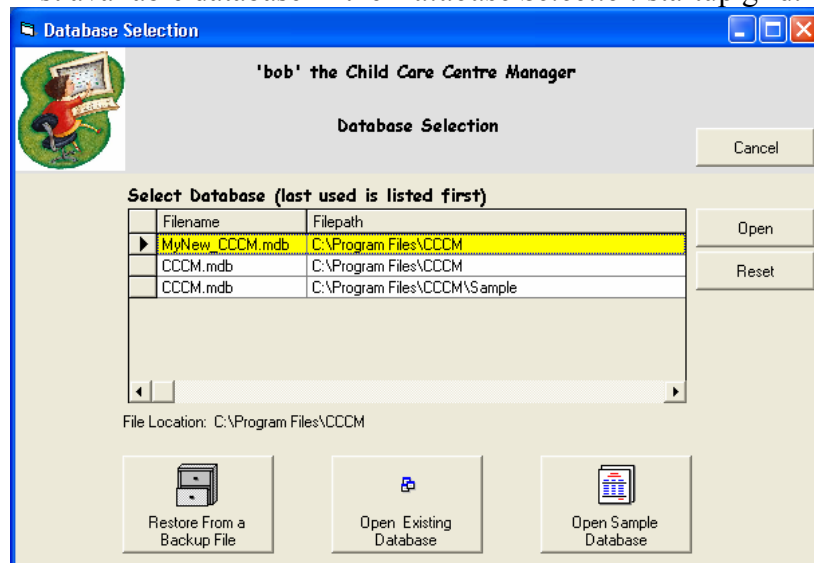 Database Selection
'bob' the Child Care Centre Manager
Database Selection
Cancel
Select Database (last used is listed first)
Filename Filepath
MyNew_CCCM.mdb C:\Program Files\CCCM
CCCM.mdb C:\Program Files\CCCM
CCCM.mdb C:\Program Files\CCCM\Sample
Open
Reset
File Location: C:\Program Files\CCCM
Restore From a
Backup File
Open Existing
Database
Open Sample
Database